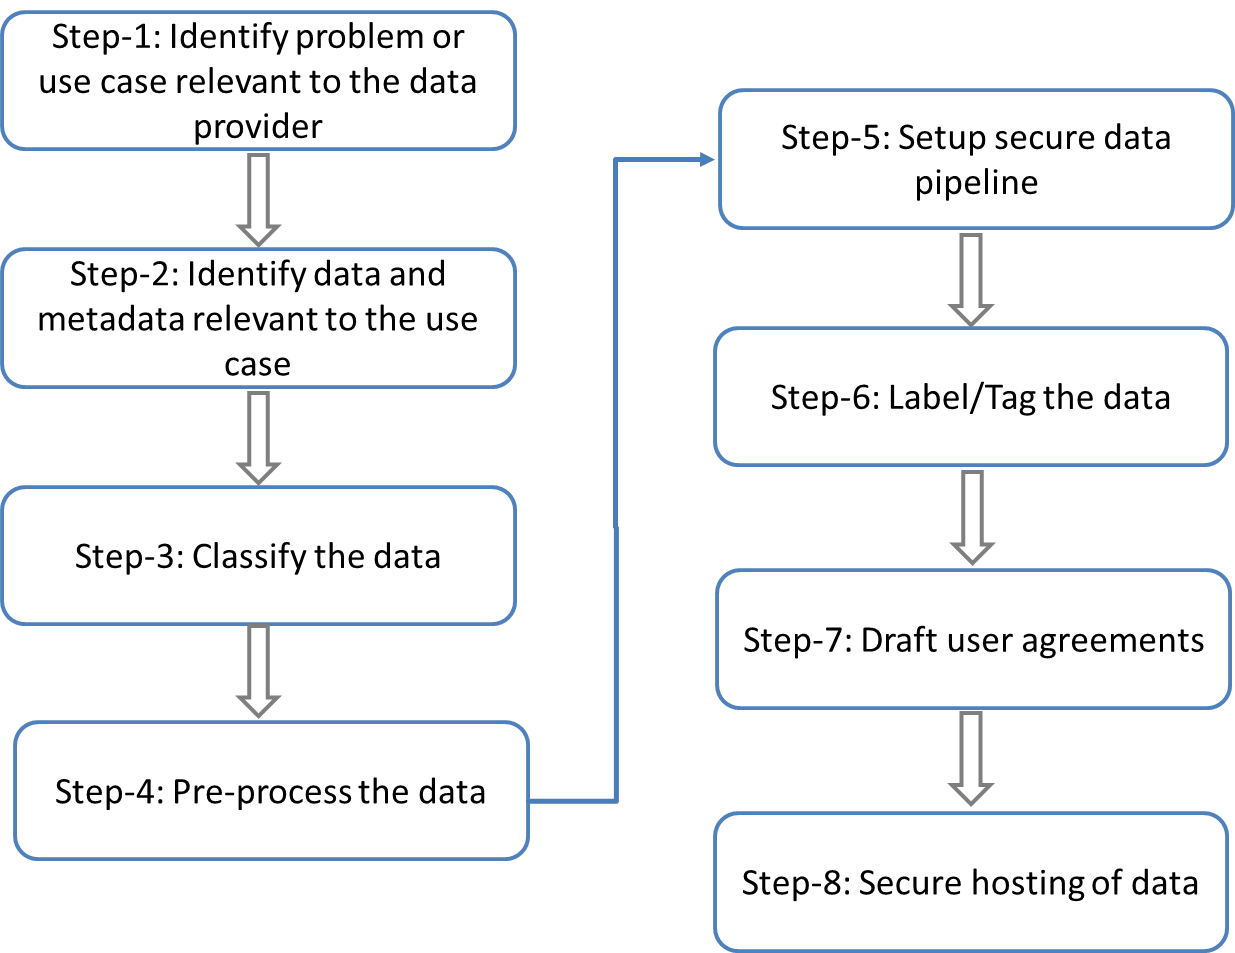 Step-1: Identify problem or
use case relevant to the data
provider
Step-2: Identify data and
metadata relevant to the use
case
Step-3: Classify the data
Step-4: Pre-process the data
Step-5: Setup secure data
pipeline
Step-6: Label/Tag the data
Step-7: Draft user agreements
Step-8: Secure hosting of data